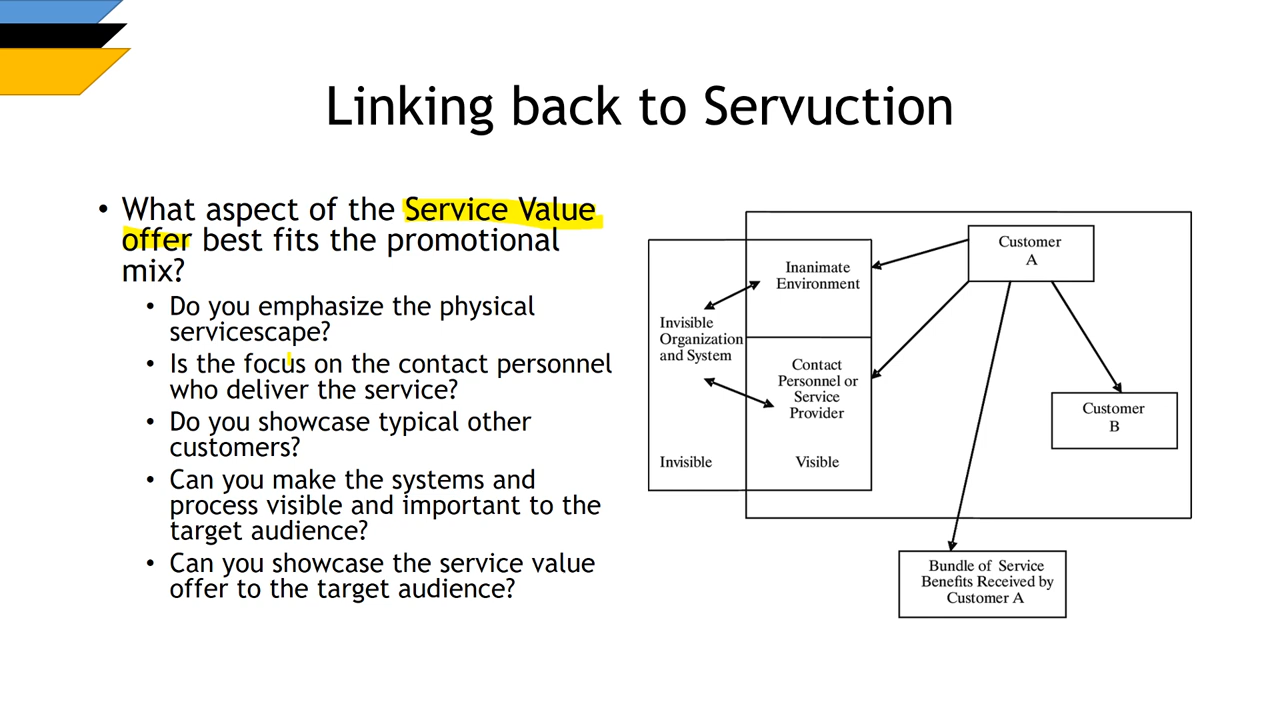 Linking back to Servuction
• What aspect of the Service Value
offer best fits the promotional
mix?
• Do you emphasize the physical
servicescape?
• Is the focus on the contact personnel
who deliver the service?
• Do you showcase typical other
customers?
• Can you make the systems and
process visible and important to the
target audience?
• Can you showcase the service value
offer to the target audience?
Inanimate
Environment
Invisible
Organization
and System
Contact
Personnel or
Service
Provider
Invisible
Visible
Customer
A
Customer
B
Bundle of Service
Benefits Received by
Customer A